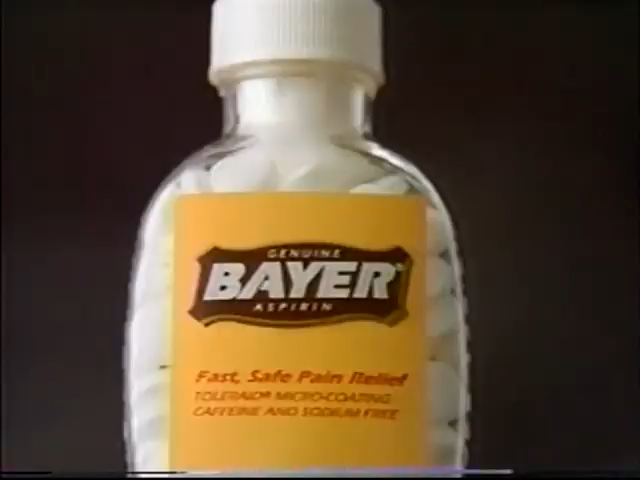 GENUINE
BAYER
ASPIRIN
Fast, Safe Pain Relief
TOLERAID® MICRO-COATING
CAFFEINE AND SODIUM FREE